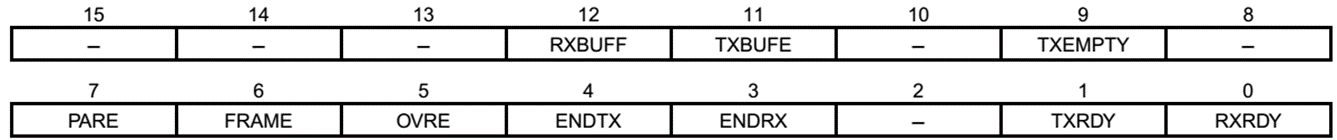 15 14 13 12 11 10 9 8
– – – RXBUFF TXBUFE – TXEMPTY –
7 6 5 4 3 2 1 0
PARE FRAME OVRE ENDTX ENDRX – TXRDY RXRDY